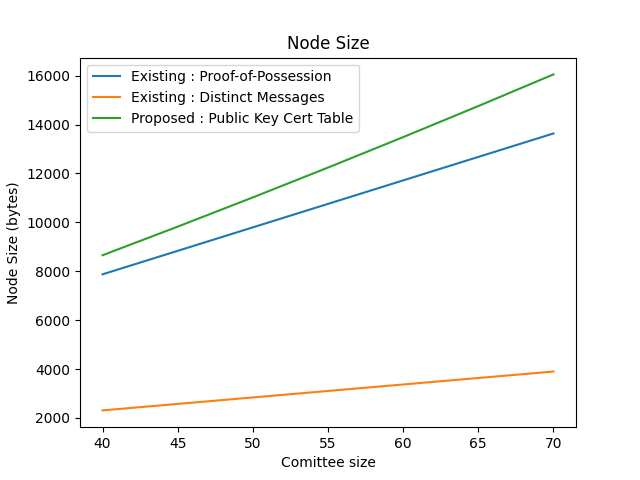 Node Size
Existing : Proof-of-Possession
Existing : Distinct Messages
Proposed : Public Key Cert Table
Node Size (bytes)
16000
14000
12000
10000
8000
6000
4000
2000
40 45 50 55 60 65 70
Comittee size